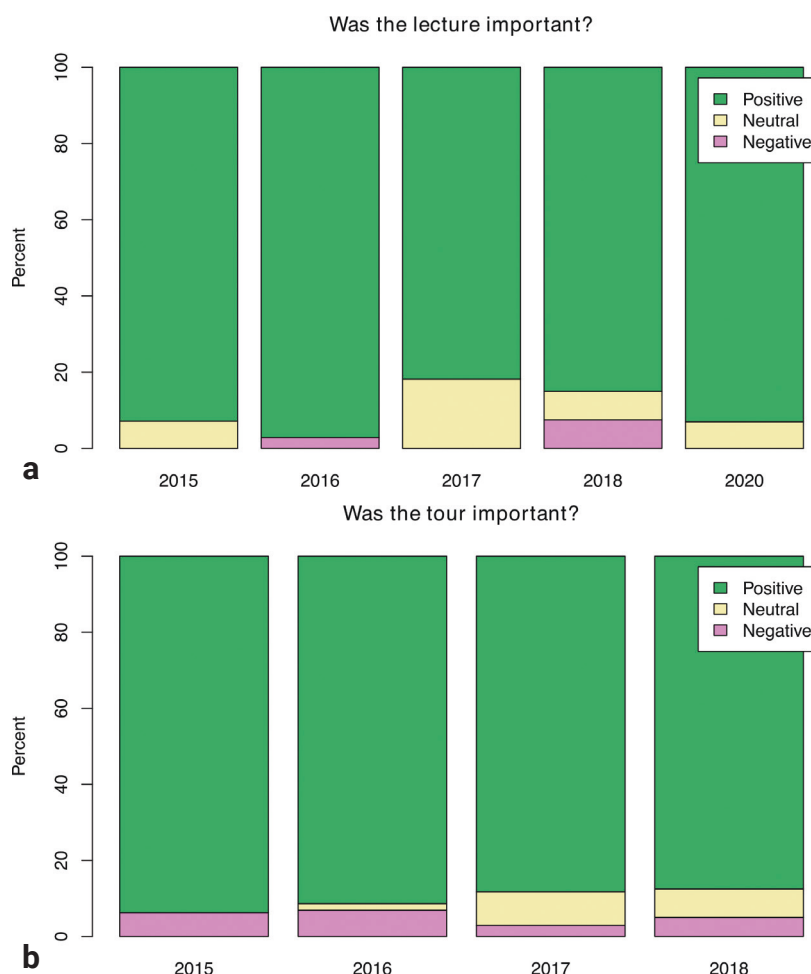 Was the lecture important?
Percent
100
80
60
40
20
0
Positive
Neutral
Negative
a
2015 2016 2017 2018 2020
Was the tour important?
Percent
100
80
60
40
20
0
Positive
Neutral
Negative
b
2015 2016 2017 2018